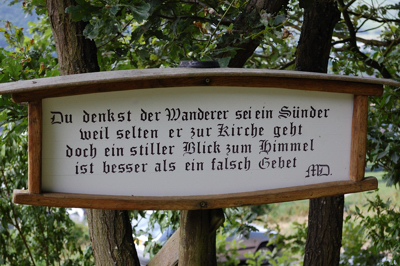 Du denkst der Wanderer sei ein Sünder
weil selten er zur Kirche geht
doch ein stiller Blick zum Himmel
ist besser als ein falsch Gebet
MD.